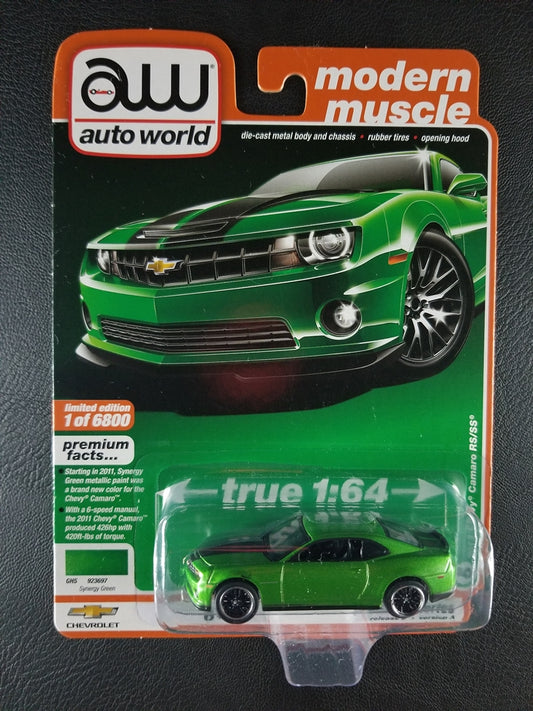 aw
auto world
modern
muscle
die-cast metal body and chassis • rubber tires • opening hood
limited edition
1 of 6800
premium
facts...
• Starting in 2011, Synergy
Green metallic paint was
a brand new color for the
Chevy® Camaro™.
• With a 6-speed manual,
the 2011 Chevy® Camaro™
produced 426hp with
420ft-lbs of torque.
true 1:64
Camaro RS/SS®
GHS 923697
Synergy Green
CHEVROLET
version A